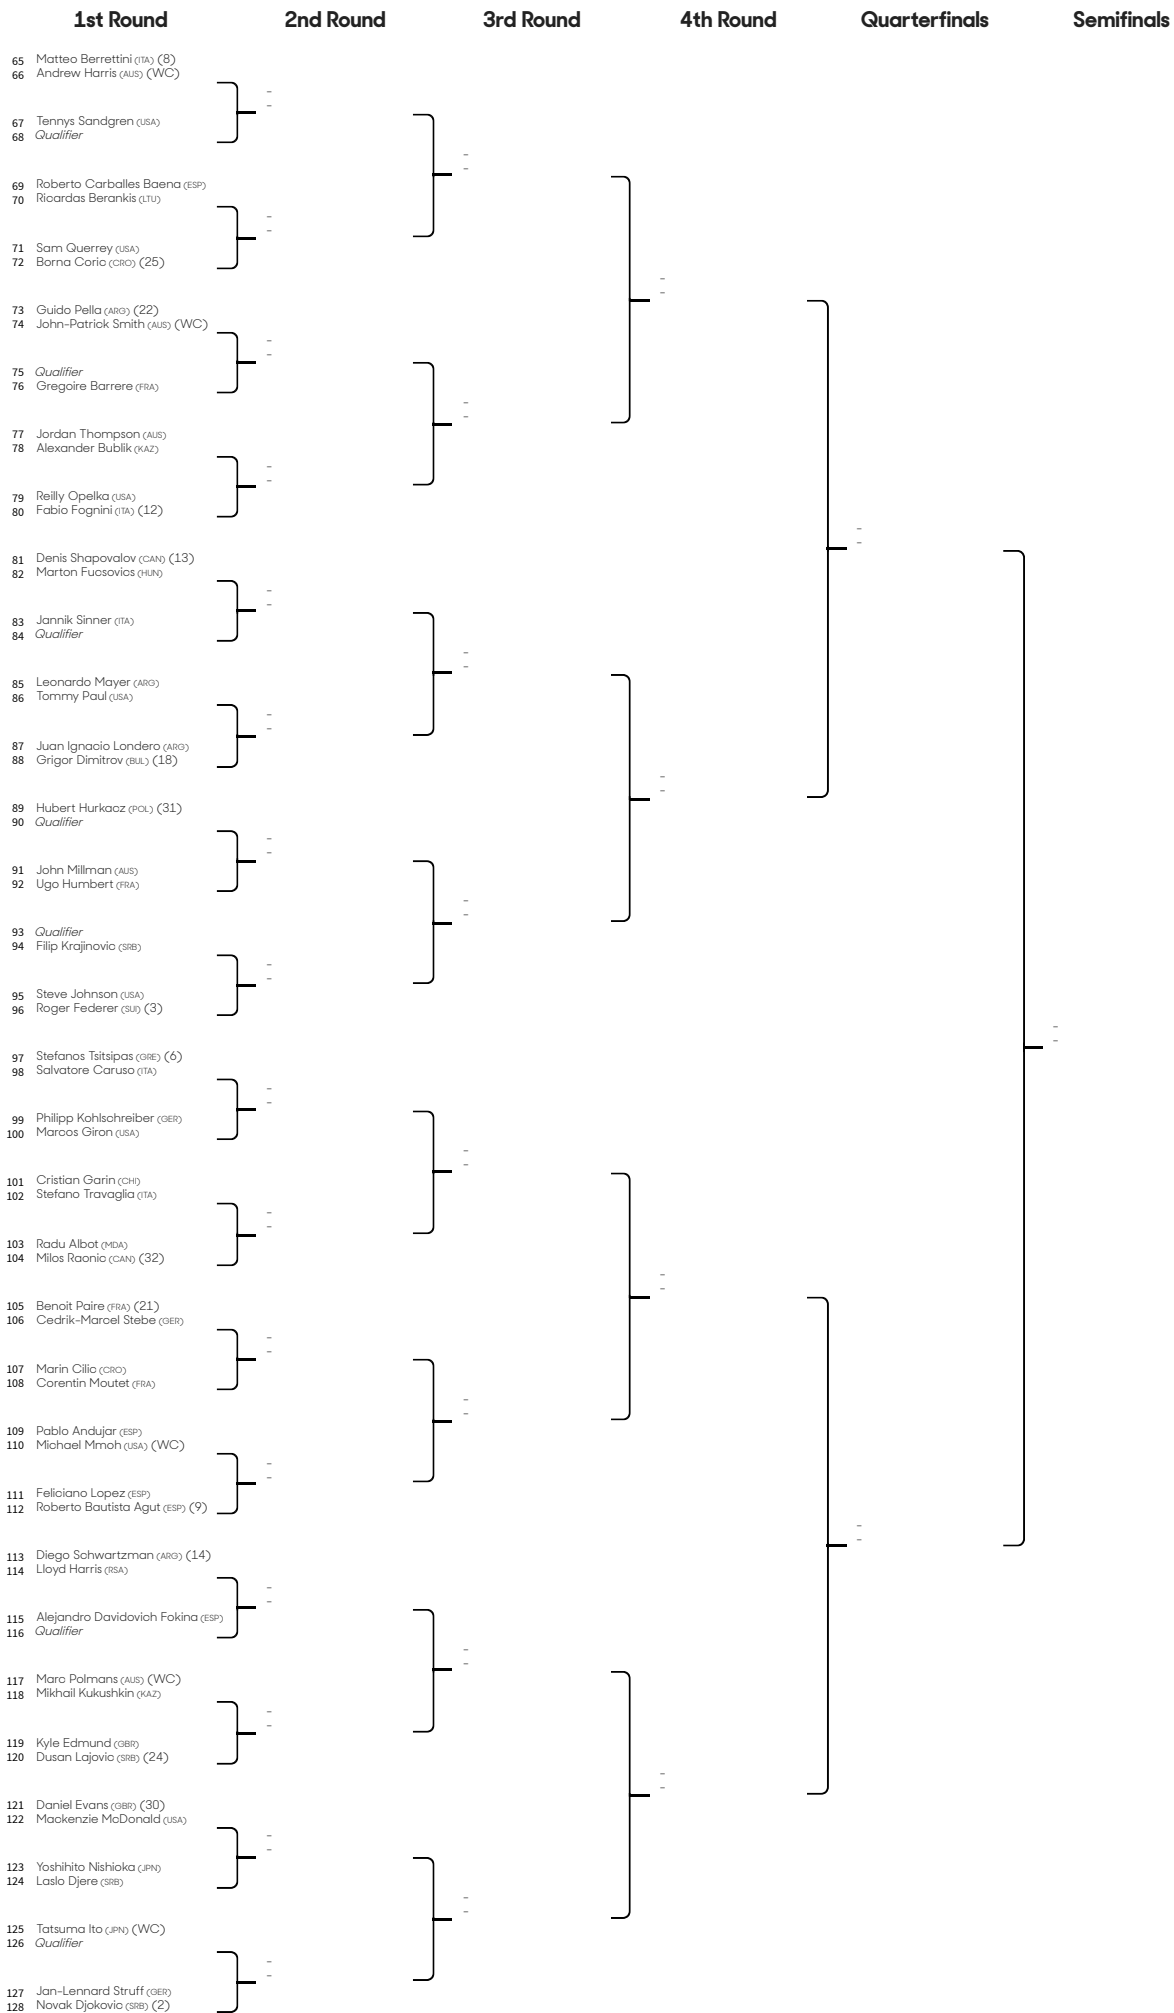 1st Round 2nd Round 3rd Round 4th Round Quarterfinals Semifinals
65 Matteo Berrettini (ITA) (8)
66 Andrew Harris (AUS) (WC)
67 Tennys Sandgren (USA)
68 Qualifier
69 Roberto Carballes Baena (ESP)
70 Ricardas Berankis (LTU)
71 Sam Querrey (USA)
72 Borna Coric (CRO) (25)
73 Guido Pella (ARG) (22)
74 John-Patrick Smith (AUS) (WC)
75 Qualifier
76 Gregoire Barrere (FRA)
77 Jordan Thompson (AUS)
78 Alexander Bublik (KAZ)
79 Reilly Opelka (USA)
80 Fabio Fognini (ITA) (12)
81 Denis Shapovalov (CAN) (13)
82 Marton Fucsovics (HUN)
83 Jannik Sinner (ITA)
84 Qualifier
85 Leonardo Mayer (ARG)
86 Tommy Paul (USA)
87 Juan Ignacio Londero (ARG)
88 Grigor Dimitrov (BUL) (18)
89 Hubert Hurkacz (POL) (31)
90 Qualifier
91 John Millman (AUS)
92 Ugo Humbert (FRA)
93 Qualifier
94 Filip Krajinovic (SRB)
95 Steve Johnson (USA)
96 Roger Federer (SUI) (3)
97 Stefanos Tsitsipas (GRE) (6)
98 Salvatore Caruso (ITA)
99 Philipp Kohlschreiber (GER)
100 Marcos Giron (USA)
101 Cristian Garin (CHI)
102 Stefano Travaglia (ITA)
103 Radu Albot (MDA)
104 Milos Raonic (CAN) (32)
105 Benoit Paire (FRA) (21)
106 Cedrik-Marcel Stebe (GER)
107 Marin Cilic (CRO)
108 Corentin Moutet (FRA)
109 Pablo Andujar (ESP)
110 Michael Mmoh (USA) (WC)
111 Feliciano Lopez (ESP)
112 Roberto Bautista Agut (ESP) (9)
113 Diego Schwartzman (ARG) (14)
114 Lloyd Harris (RSA)
115 Alejandro Davidovich Fokina (ESP)
116 Qualifier
117 Marc Polmans (AUS) (WC)
118 Mikhail Kukushkin (KAZ)
119 Kyle Edmund (GBR)
120 Dusan Lajovic (SRB) (24)
121 Daniel Evans (GBR) (30)
122 Mackenzie McDonald (USA)
123 Yoshihito Nishioka (JPN)
124 Laslo Djere (SRB)
125 Tatsuma Ito (JPN) (WC)
126 Qualifier
127 Jan-Lennard Struff (GER)
128 Novak Djokovic (SRB) (2)